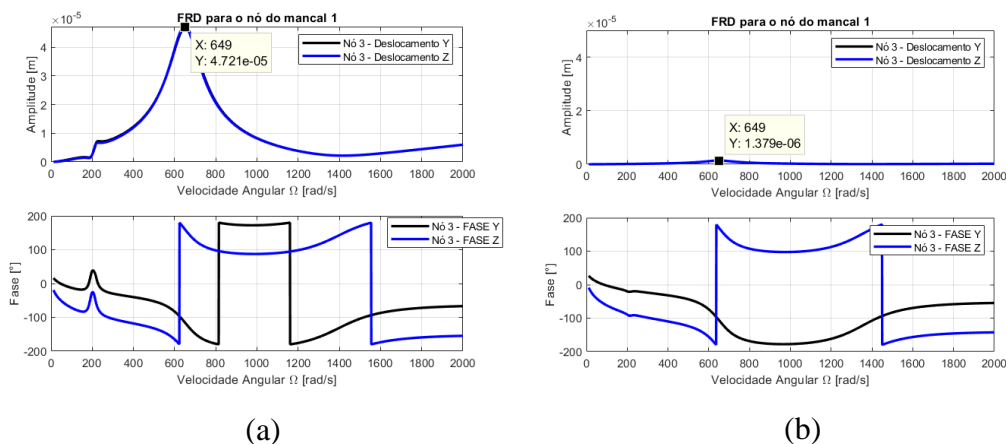 FRD para o nó do mancal 1
×10⁻⁵
Amplitude [m]
4
3
2
1
0
Nó 3 - Deslocamento Y
Nó 3 - Deslocamento Z
X: 649
Y: 4.721e-05
0 200 400 600 800 1000 1200 1400 1600 1800 2000
Velocidade Angular Ω [rad/s]
Fase [°]
200
100
0
-100
-200
Nó 3 - FASE Y
Nó 3 - FASE Z
0 200 400 600 800 1000 1200 1400 1600 1800 2000
Velocidade Angular Ω [rad/s]
(a)
FRD para o nó do mancal 1
×10⁻⁵
Amplitude [m]
4
2
0
Nó 3 - Deslocamento Y
Nó 3 - Deslocamento Z
X: 649
Y: 1.379e-06
0 200 400 600 800 1000 1200 1400 1600 1800 2000
Velocidade Angular Ω [rad/s]
Fase [°]
200
100
0
-100
-200
Nó 3 - FASE Y
Nó 3 - FASE Z
0 200 400 600 800 1000 1200 1400 1600 1800 2000
Velocidade Angular Ω [rad/s]
(b)